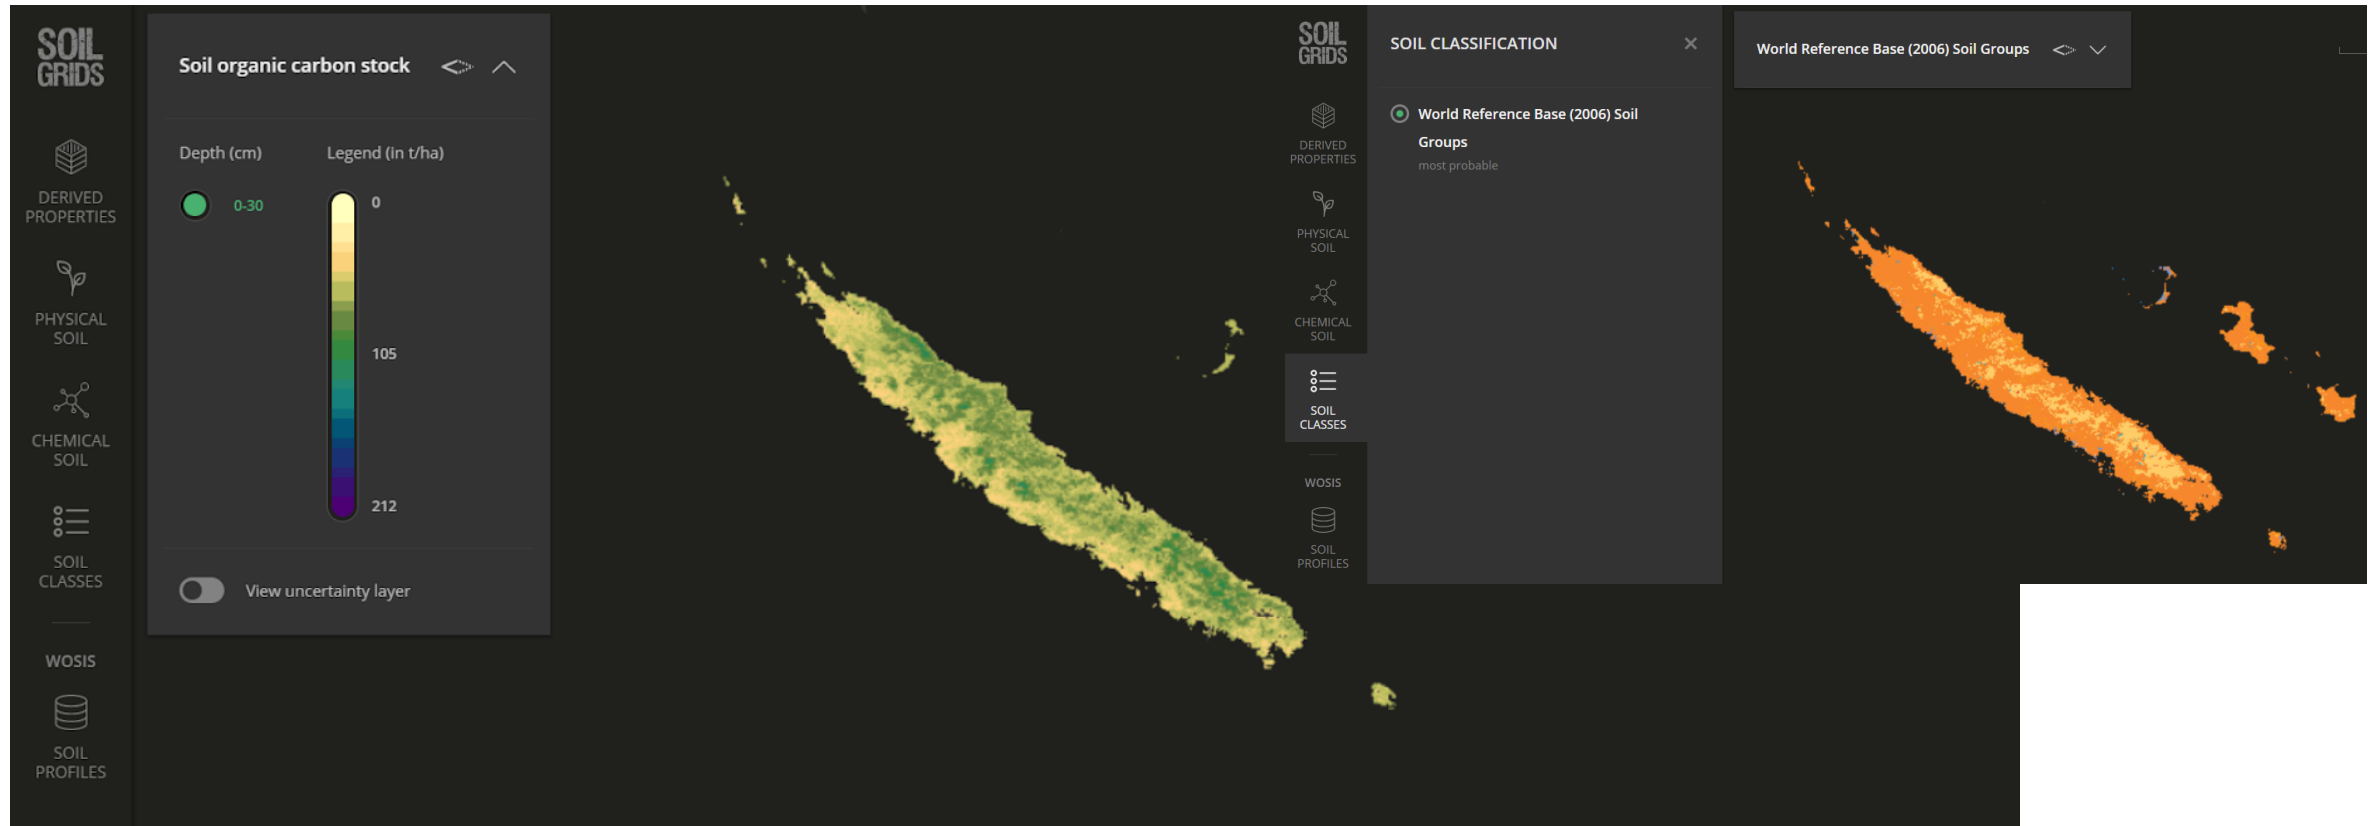 SOIL
GRIDS
DERIVED
PROPERTIES
PHYSICAL
SOIL
CHEMICAL
SOIL
SOIL
CLASSES
WOSIS
SOIL
PROFILES
Soil organic carbon stock
Depth (cm)
Legend (in t/ha)
0-30
0
105
212
View uncertainty layer
SOIL
GRIDS
DERIVED
PROPERTIES
PHYSICAL
SOIL
CHEMICAL
SOIL
SOIL
CLASSES
WOSIS
SOIL
PROFILES
SOIL CLASSIFICATION
World Reference Base (2006) Soil
Groups
most probable
World Reference Base (2006) Soil Groups